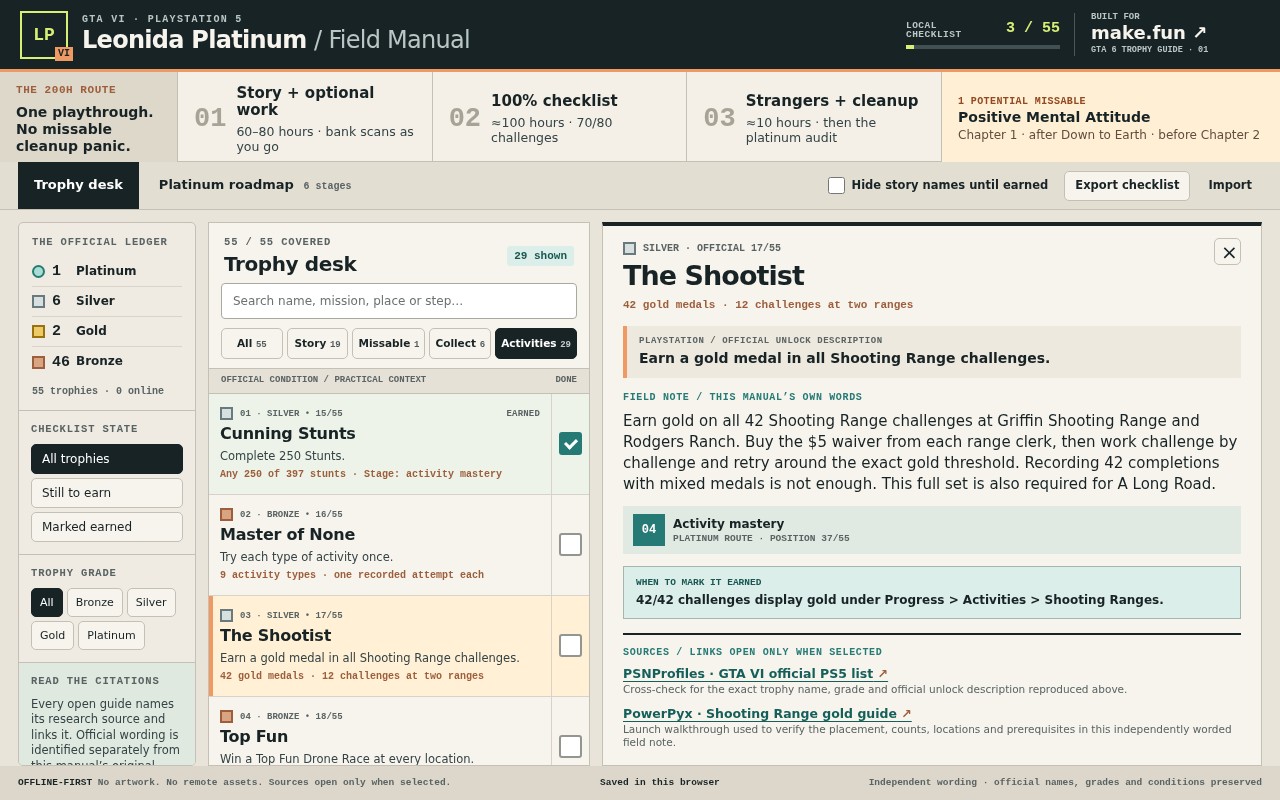 LP
VI
GTA VI · PLAYSTATION 5
Leonida Platinum / Field Manual
LOCAL CHECKLIST
3 / 55
BUILT FOR
make.fun ↗
GTA 6 TROPHY GUIDE · 01
THE 200H ROUTE
One playthrough.
No missable
cleanup panic.
01
Story + optional
work
60–80 hours · bank scans as
you go
02
100% checklist
≈100 hours · 70/80
challenges
03
Strangers + cleanup
≈10 hours · then the
platinum audit
1 POTENTIAL MISSABLE
Positive Mental Attitude
Chapter 1 · after Down to Earth · before Chapter 2
Trophy desk
Platinum roadmap 6 stages
Hide story names until earned
Export checklist
Import
THE OFFICIAL LEDGER
1 Platinum
6 Silver
2 Gold
46 Bronze
55 trophies · 0 online
CHECKLIST STATE
All trophies
Still to earn
Marked earned
TROPHY GRADE
All Bronze Silver
Gold Platinum
READ THE CITATIONS
Every open guide names
its research source and
links it. Official wording is
identified separately from
this manual's original
55 / 55 COVERED
Trophy desk
29 shown
Search name, mission, place or step…
All 55 Story 19 Missable 1 Collect 6 Activities 29
OFFICIAL CONDITION / PRACTICAL CONTEXT DONE
01 · SILVER • 15/55 EARNED
Cunning Stunts
Complete 250 Stunts.
Any 250 of 397 stunts · Stage: activity mastery
02 · BRONZE • 16/55
Master of None
Try each type of activity once.
9 activity types · one recorded attempt each
03 · SILVER • 17/55
The Shootist
Earn a gold medal in all Shooting Range challenges.
42 gold medals · 12 challenges at two ranges
04 · BRONZE • 18/55
Top Fun
Win a Top Fun Drone Race at every location.
SILVER · OFFICIAL 17/55
×
The Shootist
42 gold medals · 12 challenges at two ranges
PLAYSTATION / OFFICIAL UNLOCK DESCRIPTION
Earn a gold medal in all Shooting Range challenges.
FIELD NOTE / THIS MANUAL’S OWN WORDS
Earn gold on all 42 Shooting Range challenges at Griffin Shooting Range and
Rodgers Ranch. Buy the $5 waiver from each range clerk, then work challenge by
challenge and retry around the exact gold threshold. Recording 42 completions
with mixed medals is not enough. This full set is also required for A Long Road.
04
Activity mastery
PLATINUM ROUTE · POSITION 37/55
WHEN TO MARK IT EARNED
42/42 challenges display gold under Progress > Activities > Shooting Ranges.
SOURCES / LINKS OPEN ONLY WHEN SELECTED
PSNProfiles · GTA VI official PS5 list ↗
Cross-check for the exact trophy name, grade and official unlock description reproduced above.
PowerPyx · Shooting Range gold guide ↗
Launch walkthrough used to verify the placement, counts, locations and prerequisites in this independently worded
field note.
OFFLINE-FIRST No artwork. No remote assets. Sources open only when selected.
Saved in this browser
Independent wording · official names, grades and conditions preserved